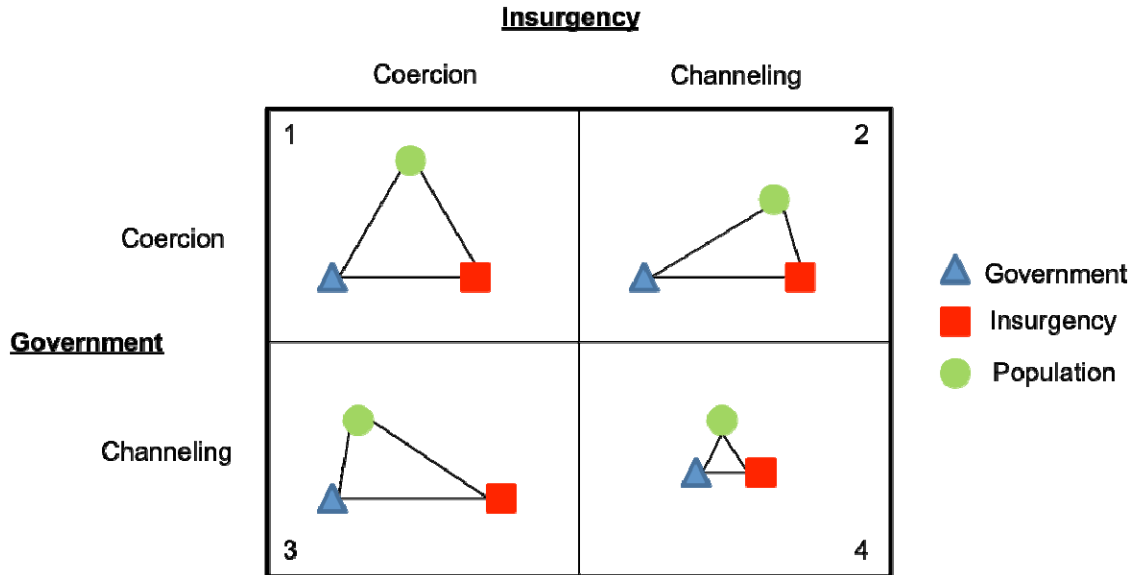 Insurgency
Coercion
Channeling
1
2
Coercion
Government
Insurgency
Population
Government
Channeling
3
4